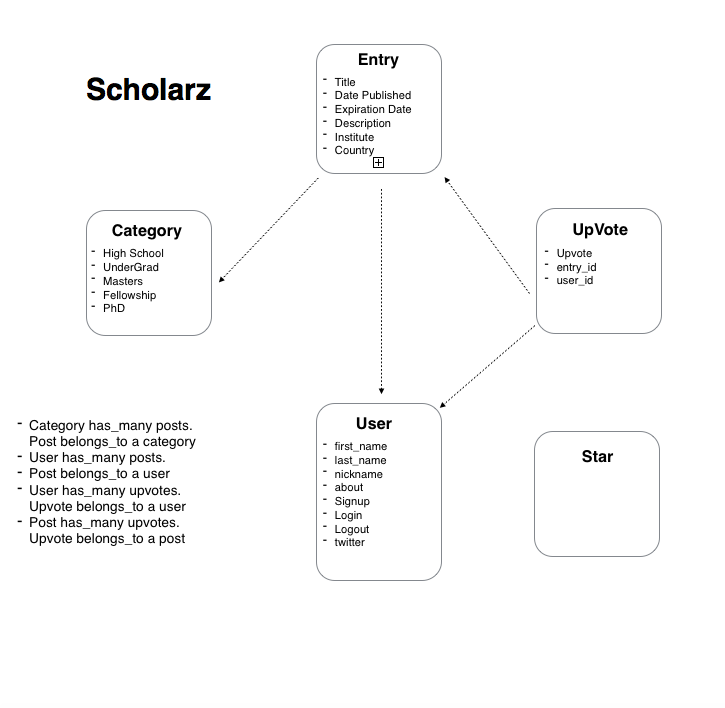 Scholarz
Entry
- Title
- Date Published
- Expiration Date
- Description
- Institute
- Country
Category
- High School
- UnderGrad
- Masters
- Fellowship
- PhD
UpVote
- Upvote
- entry_id
- user_id
User
- first_name
- last_name
- nickname
- about
- Signup
- Login
- Logout
- twitter
Star
- Category has_many posts.
Post belongs_to a category
- User has_many posts.
- Post belongs_to a user
- User has_many upvotes.
Upvote belongs_to a user
- Post has_many upvotes.
Upvote belongs_to a post